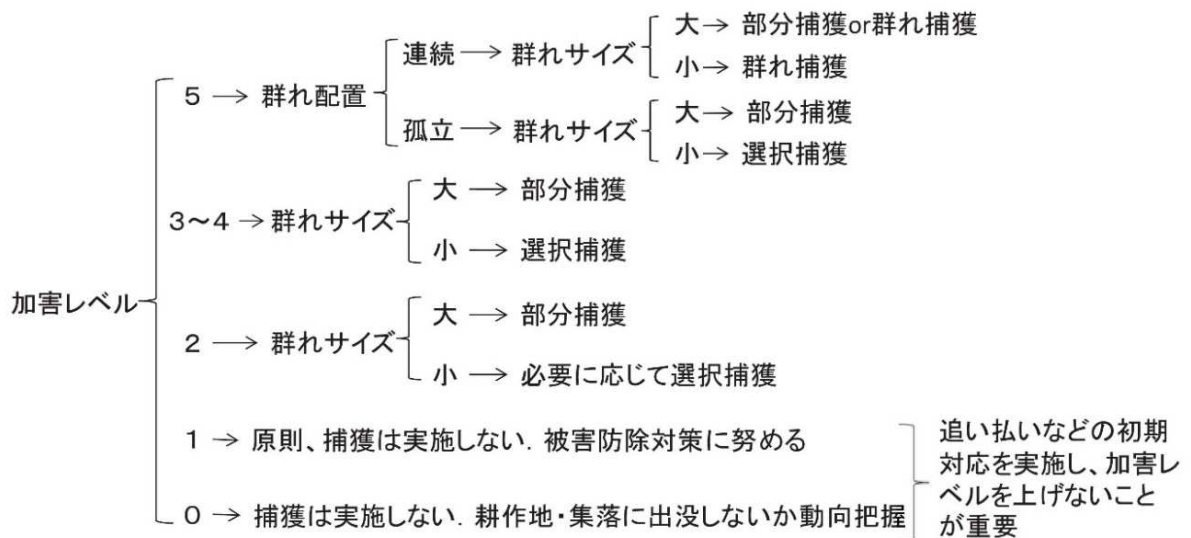 加害レベル
5 → 群れ配置
連続 → 群れサイズ
大→ 部分捕獲or群れ捕獲
小→ 群れ捕獲
孤立 → 群れサイズ
大→ 部分捕獲
小→ 選択捕獲
3～4 → 群れサイズ
大 → 部分捕獲
小 → 選択捕獲
2 → 群れサイズ
大 → 部分捕獲
小 → 必要に応じて選択捕獲
1 → 原則、捕獲は実施しない. 被害防除対策に努める
0 → 捕獲は実施しない. 耕作地・集落に出没しないか動向把握
追い払いなどの初期
対応を実施し、加害レ
ベルを上げないこと
が重要